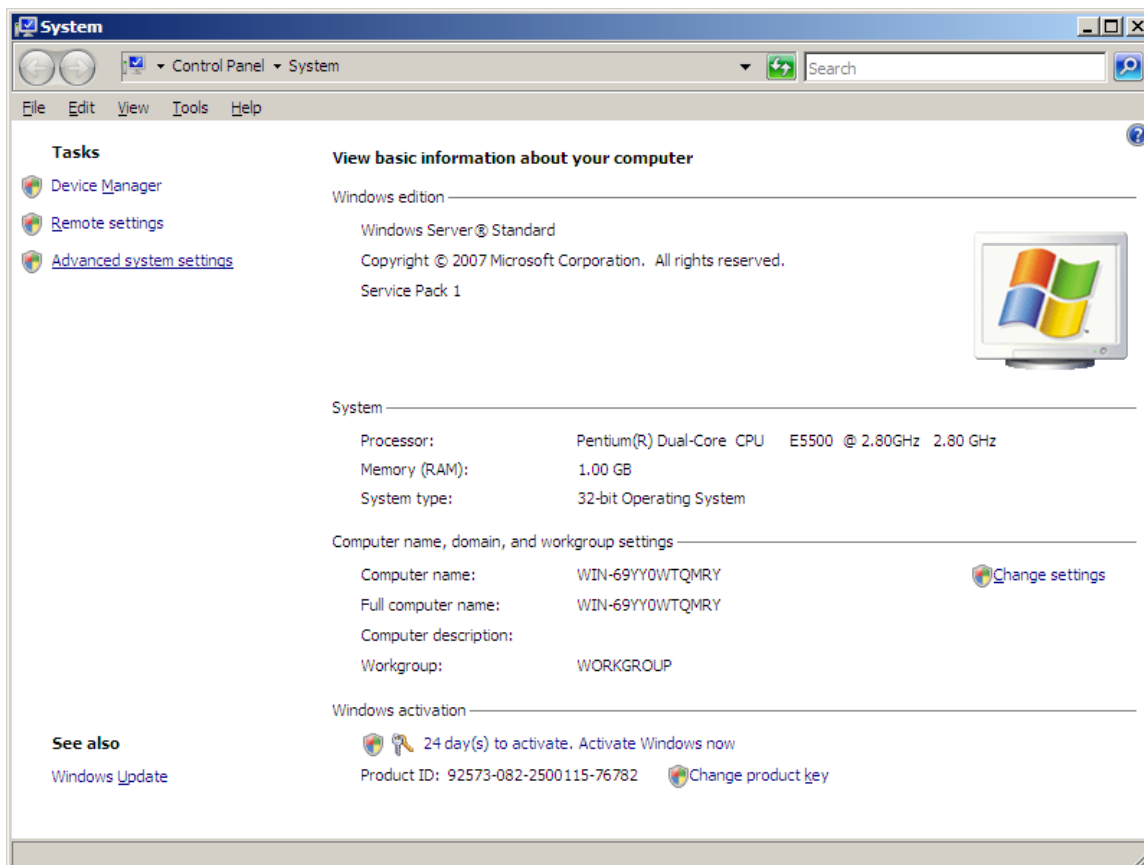 System
Control Panel System
Search
File Edit View Tools Help
Tasks
Device Manager
Remote settings
Advanced system settings
View basic information about your computer
Windows edition
Windows Server® Standard
Copyright © 2007 Microsoft Corporation. All rights reserved.
Service Pack 1
System
Processor: Pentium(R) Dual-Core CPU E5500 @ 2.80GHz 2.80 GHz
Memory (RAM): 1.00 GB
System type: 32-bit Operating System
Computer name, domain, and workgroup settings
Computer name: WIN-69YY0WTQMRY
Change settings
Full computer name: WIN-69YY0WTQMRY
Computer description:
Workgroup: WORKGROUP
Windows activation
24 day(s) to activate. Activate Windows now
Product ID: 92573-082-2500115-76782 Change product key
See also
Windows Update